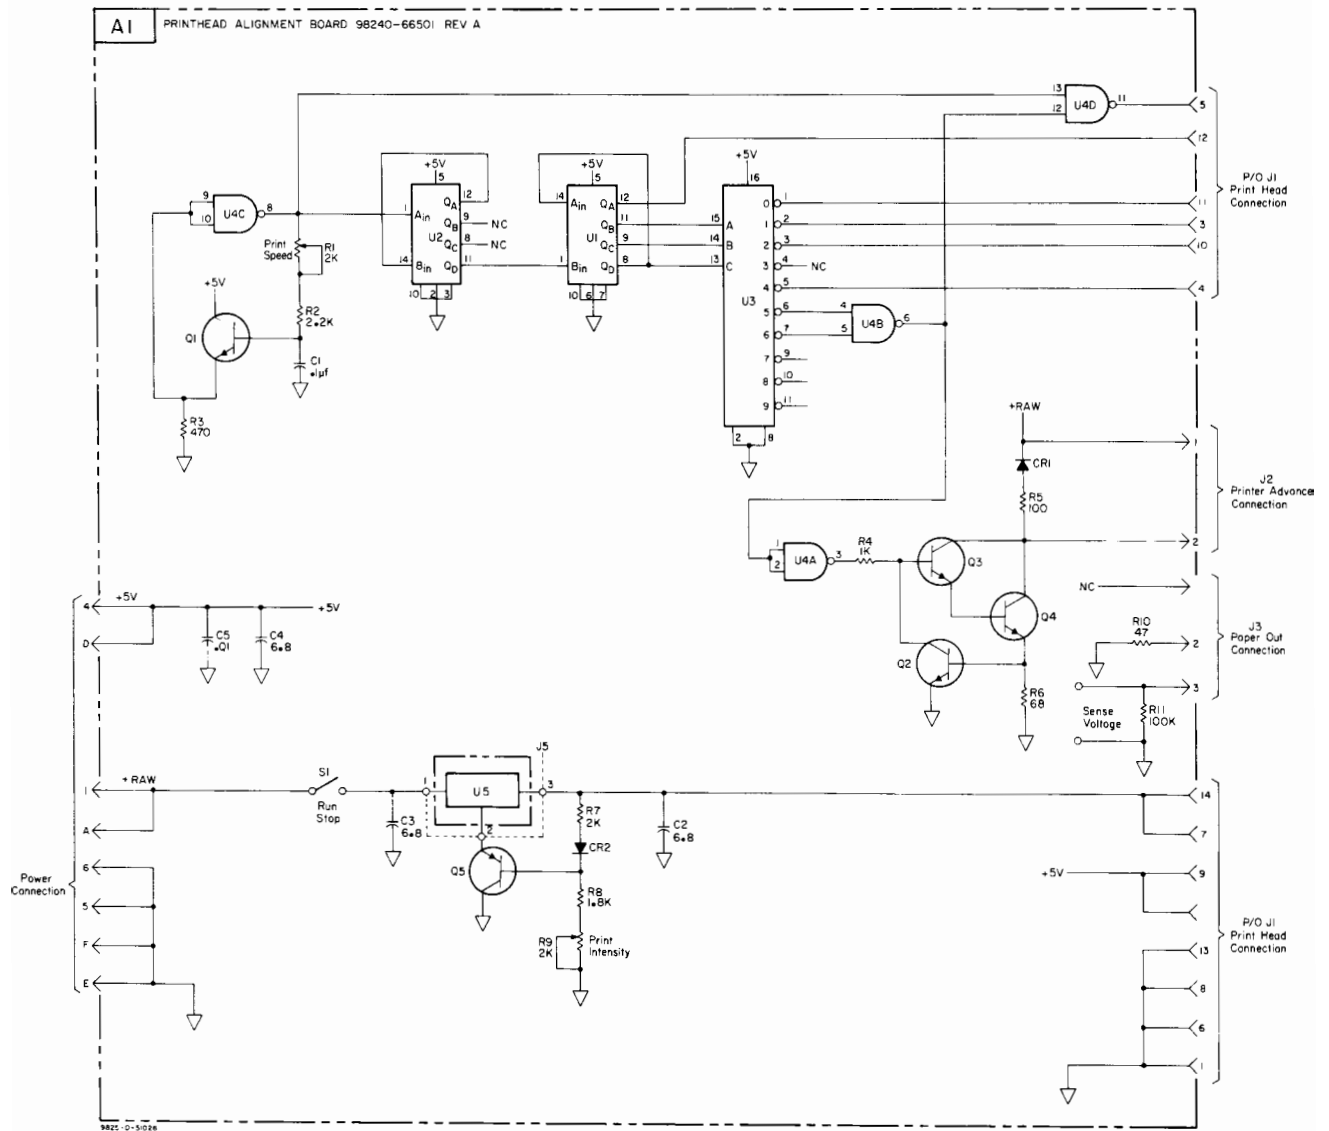 A1 PRINTHEAD ALIGNMENT BOARD 98240-66501 REV A
13
12
U4D
11
5
12
P/O J1
Print Head
Connection
11
3
10
4
9
10
U4C
8
Print
Speed
R1
2K
+5V
R2
2.2K
Q1
C1
.1µf
R3
470
+5V
5
1
Ain
14
Bin
U2
QA
12
QB
9
NC
QC
8
NC
QD
11
10
2
3
+5V
5
14
Ain
1
Bin
U1
QA
12
QB
11
QC
9
QD
8
10
6
7
+5V
16
15
A
14
B
13
C
U3
0
1
1
2
2
3
3
4
NC
4
5
5
6
6
7
7
9
8
10
9
11
2
8
4
5
U4B
6
+RAW
1
CR1
R5
100
J2
Printer Advance
Connection
2
1
2
U4A
3
R4
1K
Q3
Q4
Q2
R6
68
NC
R10
47
2
J3
Paper Out
Connection
3
Sense
Voltage
R11
100K
4
+5V
+5V
D
C5
.01
C4
6.8
1
+RAW
A
6
5
F
E
Power
Connection
S1
Run
Stop
C3
6.8
1
U5
J5
3
2
Q5
R7
2K
CR2
R8
1.8K
R9
2K
Print
Intensity
C2
6.8
14
7
+5V
9
P/O J1
Print Head
Connection
13
8
6
1
9825-D-51028